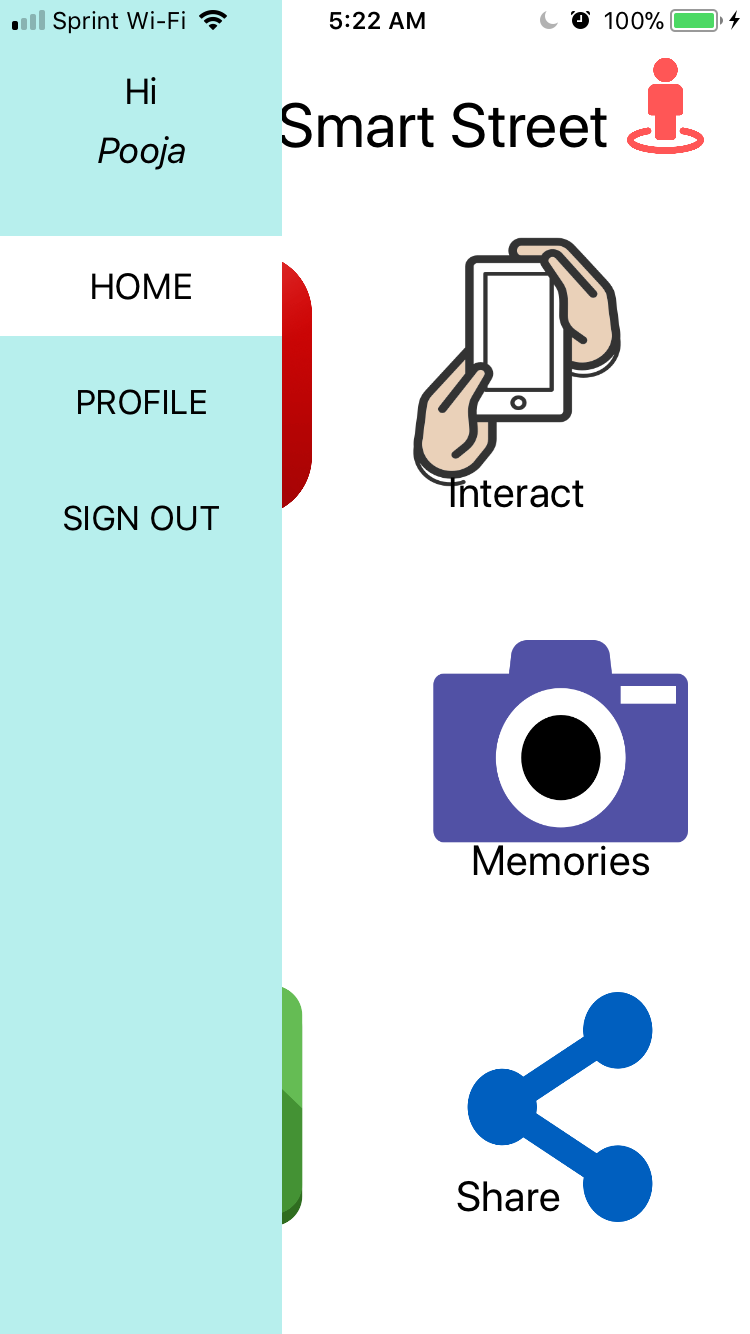 Sprint Wi-Fi 5:22 AM 100%
Hi
Pooja
Smart Street
HOME
PROFILE
SIGN OUT
Interact
Memories
Share